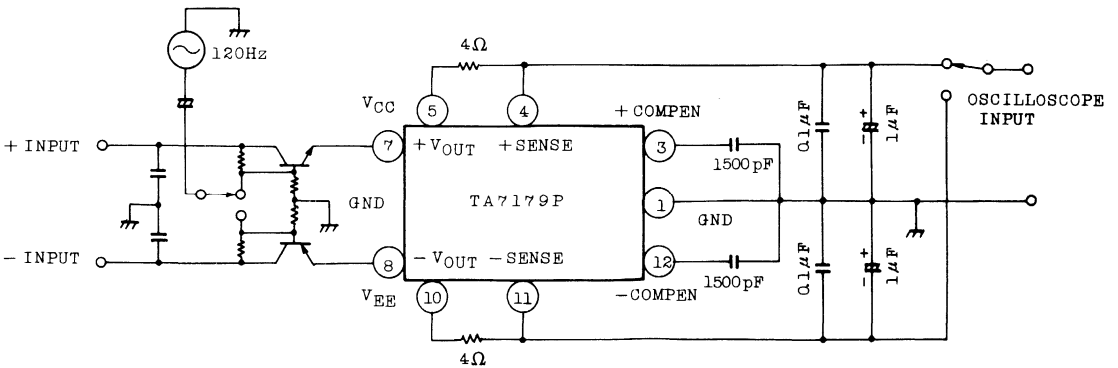 120Hz
4Ω
VCC
5
4
+COMPEN
OSCILLOSCOPE
INPUT
+INPUT
7
+VOUT
+SENSE
3
1500pF
0.1μF
- +
1μF
GND
TA7179P
1
GND
-INPUT
8
-VOUT
-SENSE
12
1500pF
0.1μF
- +
1μF
VEE
10
11
-COMPEN
4Ω